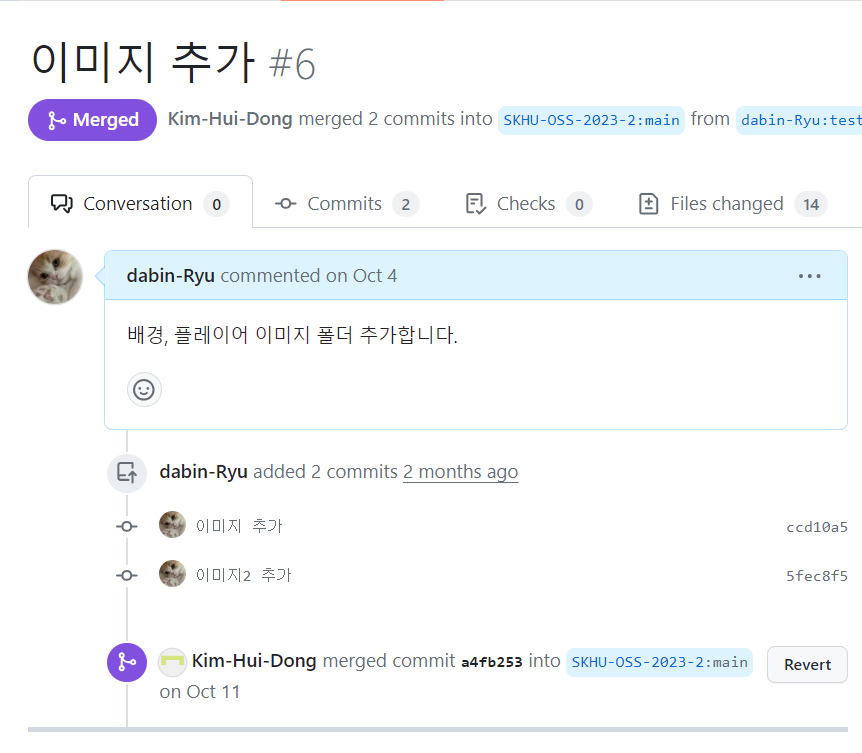 이미지 추가 #6
Merged Kim-Hui-Dong merged 2 commits into SKHU-OSS-2023-2:main from dabin-Ryu:test
Conversation 0 Commits 2 Checks 0 Files changed 14
dabin-Ryu commented on Oct 4 ...
배경, 플레이어 이미지 폴더 추가합니다.
dabin-Ryu added 2 commits 2 months ago
이미지 추가 ccd10a5
이미지2 추가 5fec8f5
Kim-Hui-Dong merged commit a4fb253 into SKHU-OSS-2023-2:main Revert
on Oct 11